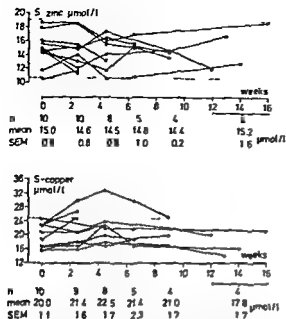 S. zinc µmol/l
20
18
16
14
12
10
weeks
0 2 4 6 8 10 12 14 16
n 10 10 8 5 4
mean 15.0 14.6 14.5 14.8 14.4 15.2
SEM 0.8 0.8 1.0 0.2 1.6 µmol/l
S-copper
µmol/l
36
32
28
24
20
16
12
weeks
0 2 4 6 8 10 12 14 16
n 10 9 8 5 4 4
mean 20.0 21.4 22.5 21.4 21.0 17.8 µmol/l
SEM 1.1 1.6 1.7 2.3 1.7 1.7